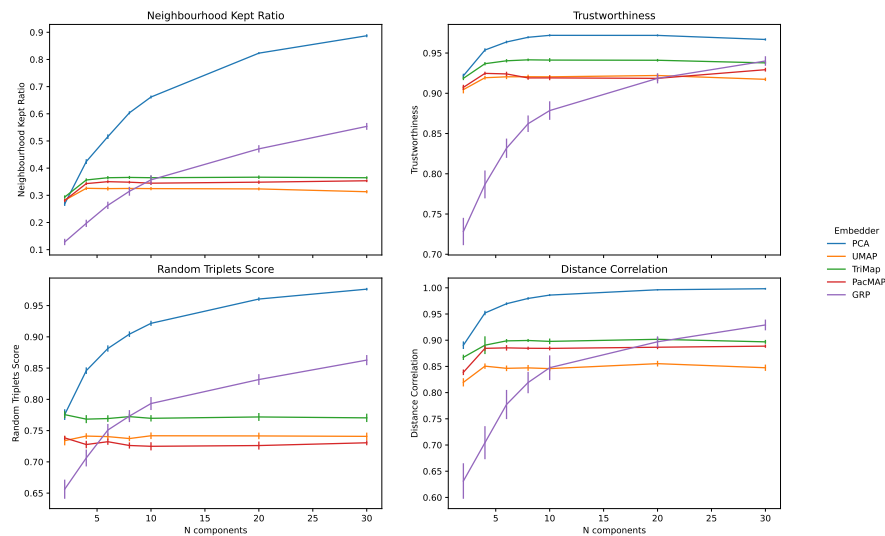 Neighbourhood Kept Ratio
Neighbourhood Kept Ratio
0.9
0.8
0.7
0.6
0.5
0.4
0.3
0.2
0.1
Trustworthiness
Trustworthiness
0.95
0.90
0.85
0.80
0.75
0.70
Random Triplets Score
Random Triplets Score
0.95
0.90
0.85
0.80
0.75
0.70
0.65
5 10 15 20 25 30
N components
Distance Correlation
Distance Correlation
1.00
0.95
0.90
0.85
0.80
0.75
0.70
0.65
0.60
5 10 15 20 25 30
N components
Embedder
PCA
UMAP
TriMap
PacMAP
GRP